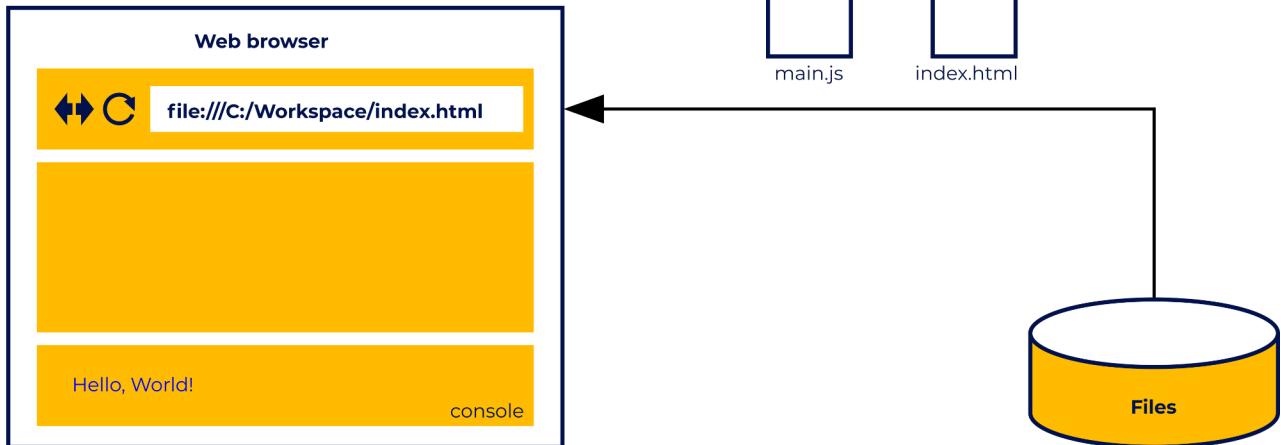 Web browser
main.js
index.html
file:///C:/Workspace/index.html
Hello, World!
console
Files